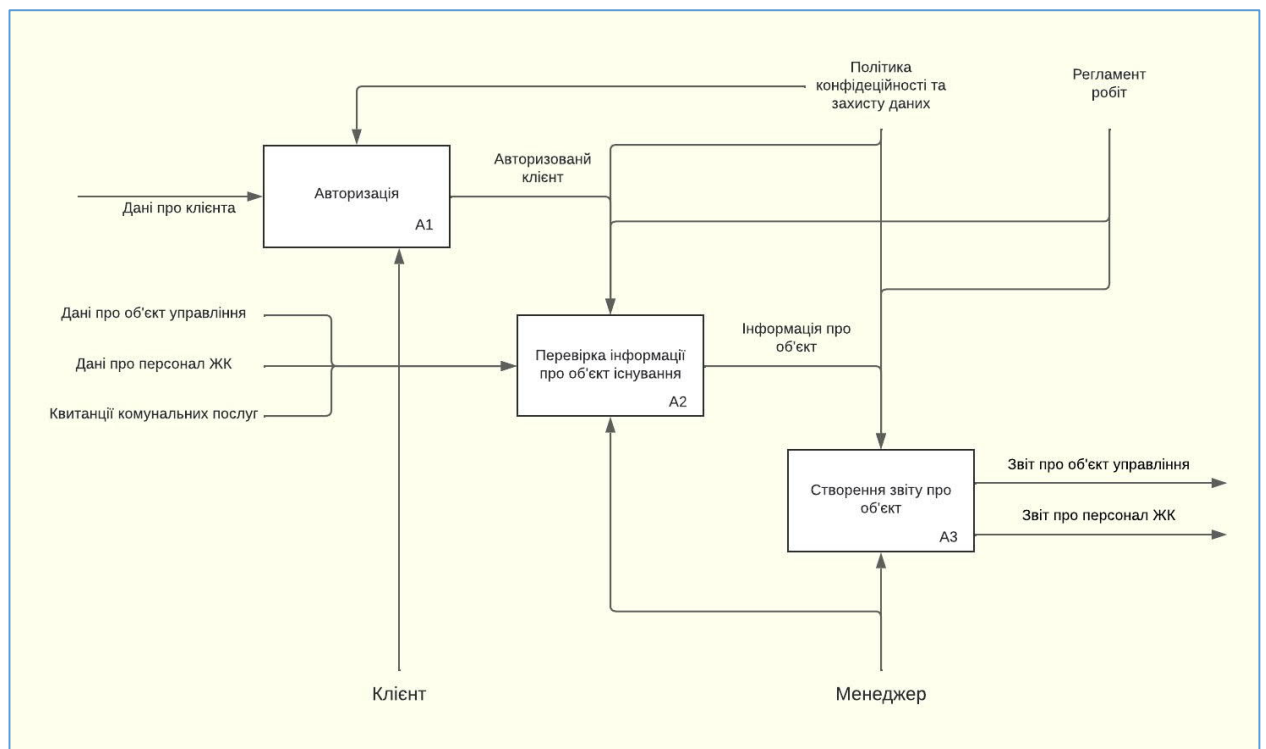 Політика
конфідеційності та
захисту даних
Регламент
робіт
Авторизовані
клієнт
Авторизація
A1
Дані про клієнта
Дані про об'єкт управління
Дані про персонал ЖК
Квитанції комунальних послуг
Перевірка інформації
про об'єкт існування
A2
Інформація про
об'єкт
Створення звіту про
об'єкт
A3
Звіт про об'єкт управління
Звіт про персонал ЖК
Клієнт
Менеджер